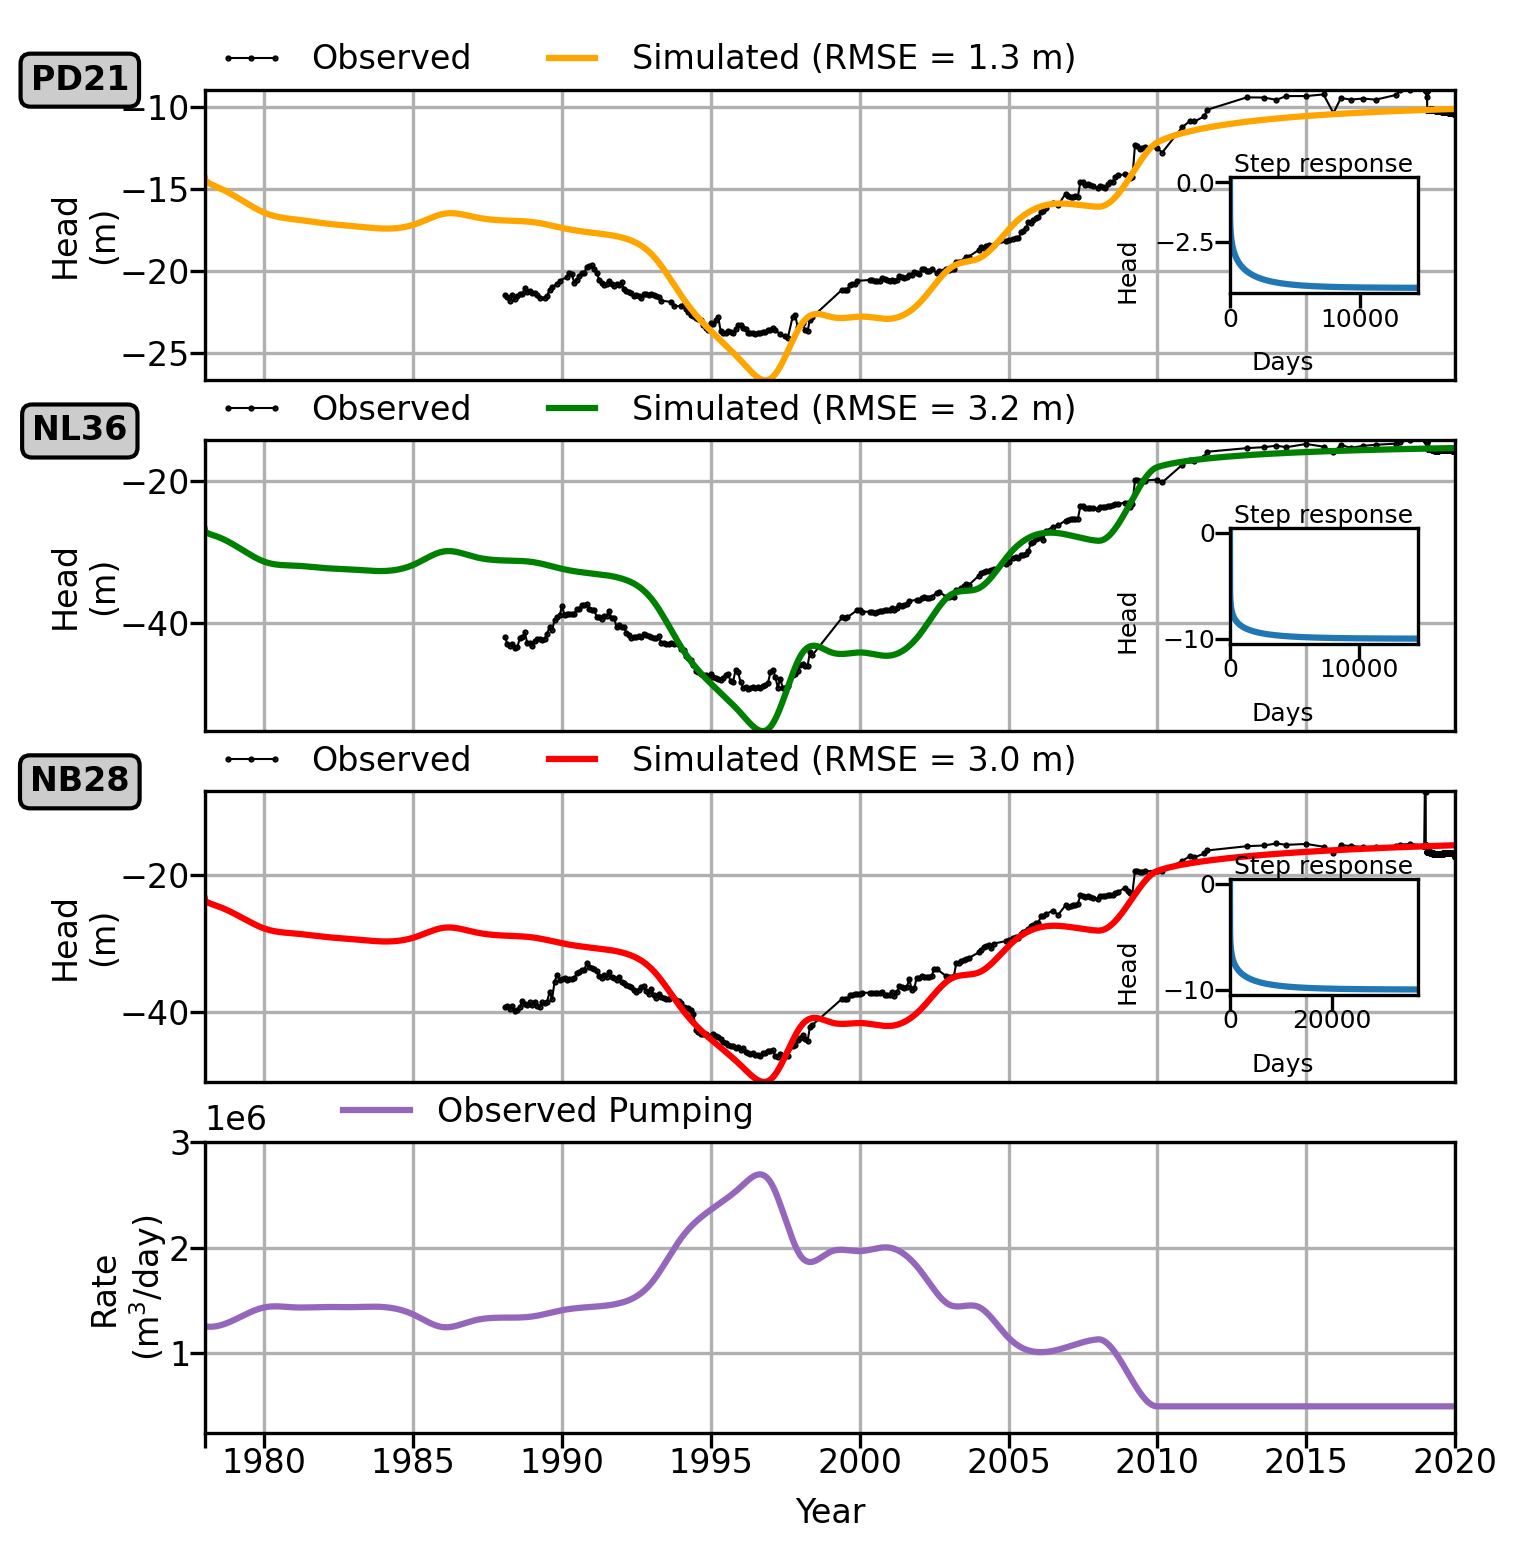 PD21
Observed Simulated (RMSE = 1.3 m)
−10
−15
−20
−25
Head
(m)
Step response
0.0
−2.5
Head
0 10000
Days
NL36
Observed Simulated (RMSE = 3.2 m)
−20
−40
Head
(m)
Step response
0
−10
Head
0 10000
Days
NB28
Observed Simulated (RMSE = 3.0 m)
−20
−40
Head
(m)
Step response
0
−10
Head
0 20000
Days
1e6 Observed Pumping
3
2
1
Rate
(m³/day)
1980 1985 1990 1995 2000 2005 2010 2015 2020
Year